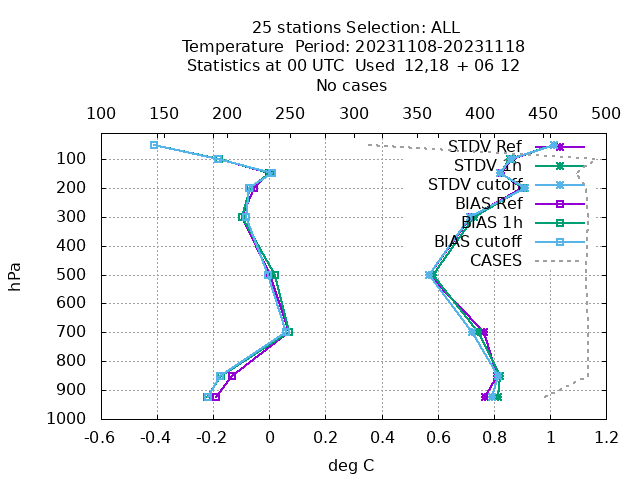 25 stations Selection: ALL
Temperature  Period: 20231108-20231118
Statistics at 00 UTC  Used  12,18 + 06 12
No cases
100 150 200 250 300 350 400 450 500
STDV Ref
STDV 1h
STDV cutoff
BIAS Ref
BIAS 1h
BIAS cutoff
CASES
hPa
100
200
300
400
500
600
700
800
900
1000
-0.6 -0.4 -0.2 0 0.2 0.4 0.6 0.8 1 1.2
deg C